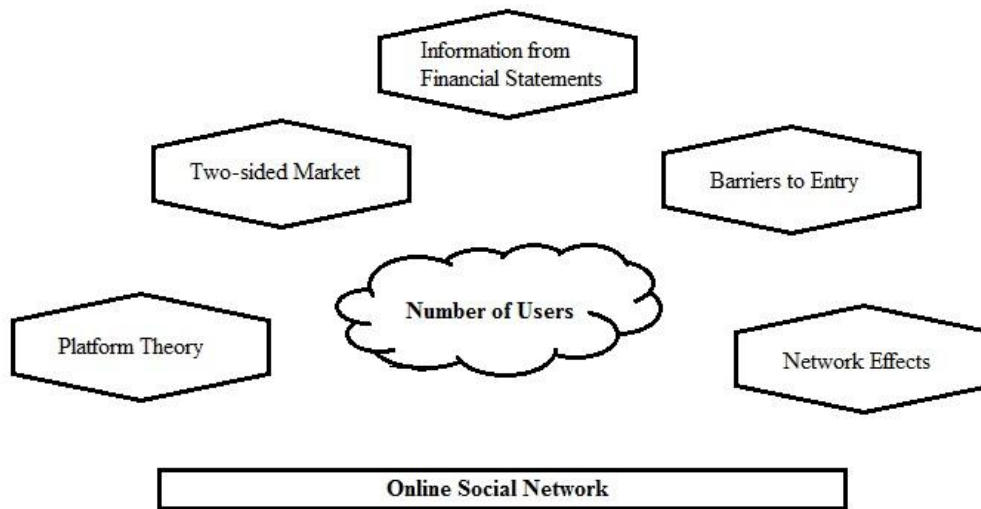 Information from
Financial Statements
Two-sided Market
Barriers to Entry
Number of Users
Platform Theory
Network Effects
Online Social Network